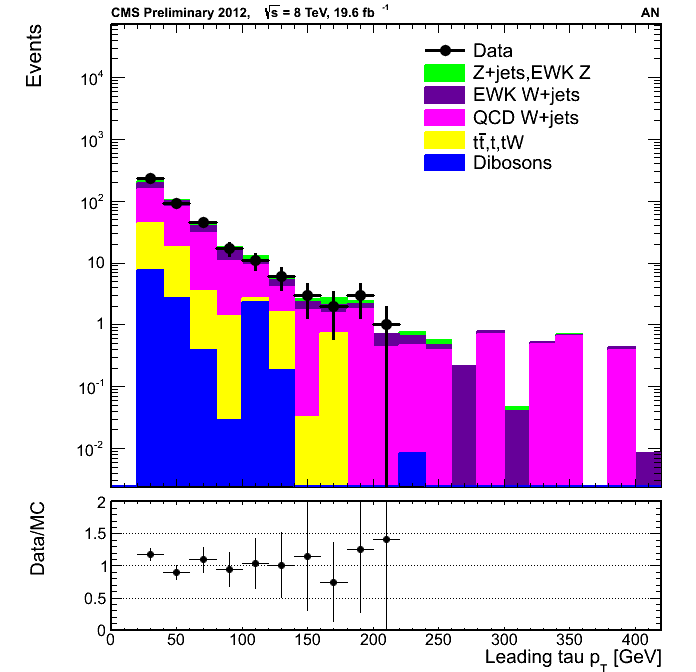 CMS Preliminary 2012, √s = 8 TeV, 19.6 fb⁻¹ AN
Events
Data
Z+jets,EWK Z
EWK W+jets
QCD W+jets
tt̄,t,tW
Dibosons
10⁴
10³
10²
10
1
10⁻¹
10⁻²
Data/MC
2
1.5
1
0.5
0
0 50 100 150 200 250 300 350 400
Leading tau p_T [GeV]